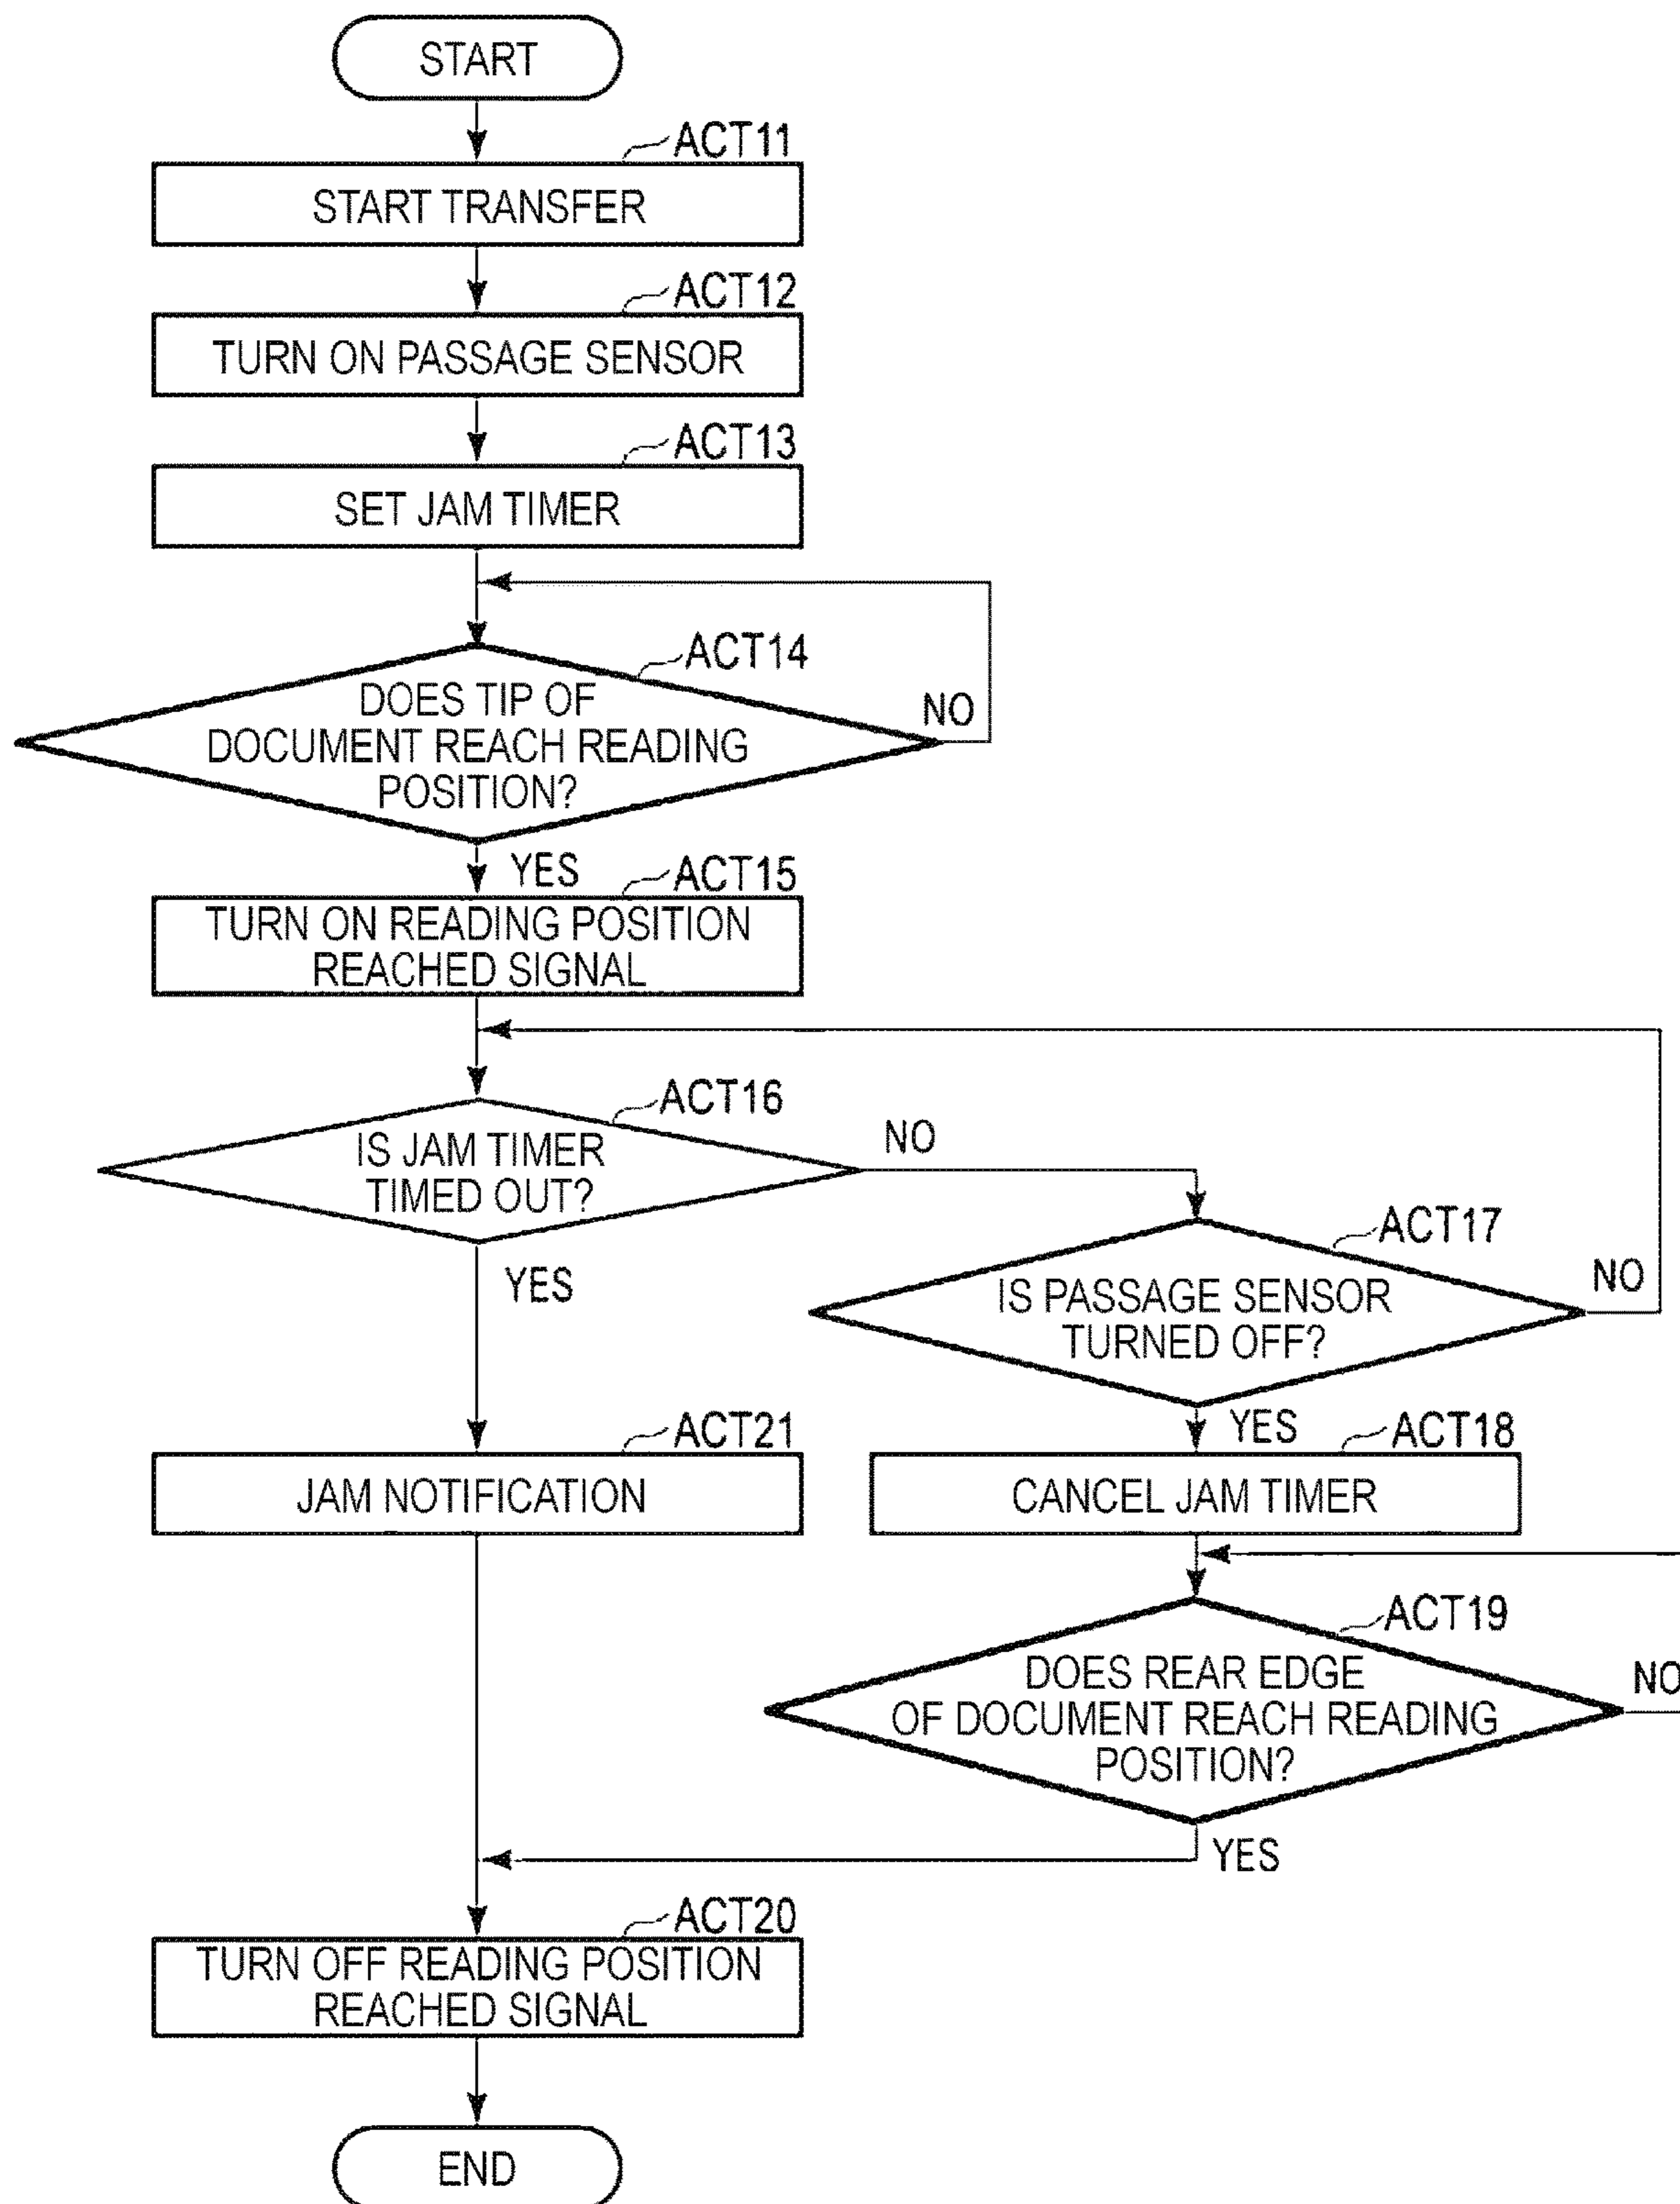 START
ACT11
START TRANSFER
ACT12
TURN ON PASSAGE SENSOR
ACT13
SET JAM TIMER
ACT14
DOES TIP OF
DOCUMENT REACH READING
POSITION?
NO
YES
ACT15
TURN ON READING POSITION
REACHED SIGNAL
ACT16
IS JAM TIMER
TIMED OUT?
NO
YES
ACT17
IS PASSAGE SENSOR
TURNED OFF?
NO
YES
ACT21
JAM NOTIFICATION
ACT18
CANCEL JAM TIMER
ACT19
DOES REAR EDGE
OF DOCUMENT REACH READING
POSITION?
NO
YES
ACT20
TURN OFF READING POSITION
REACHED SIGNAL
END